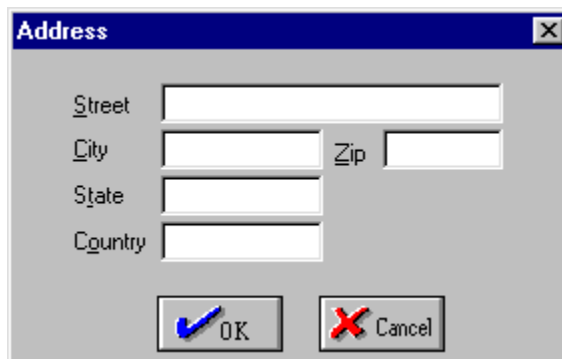 Address
Street
City Zip
State
Country
OK Cancel